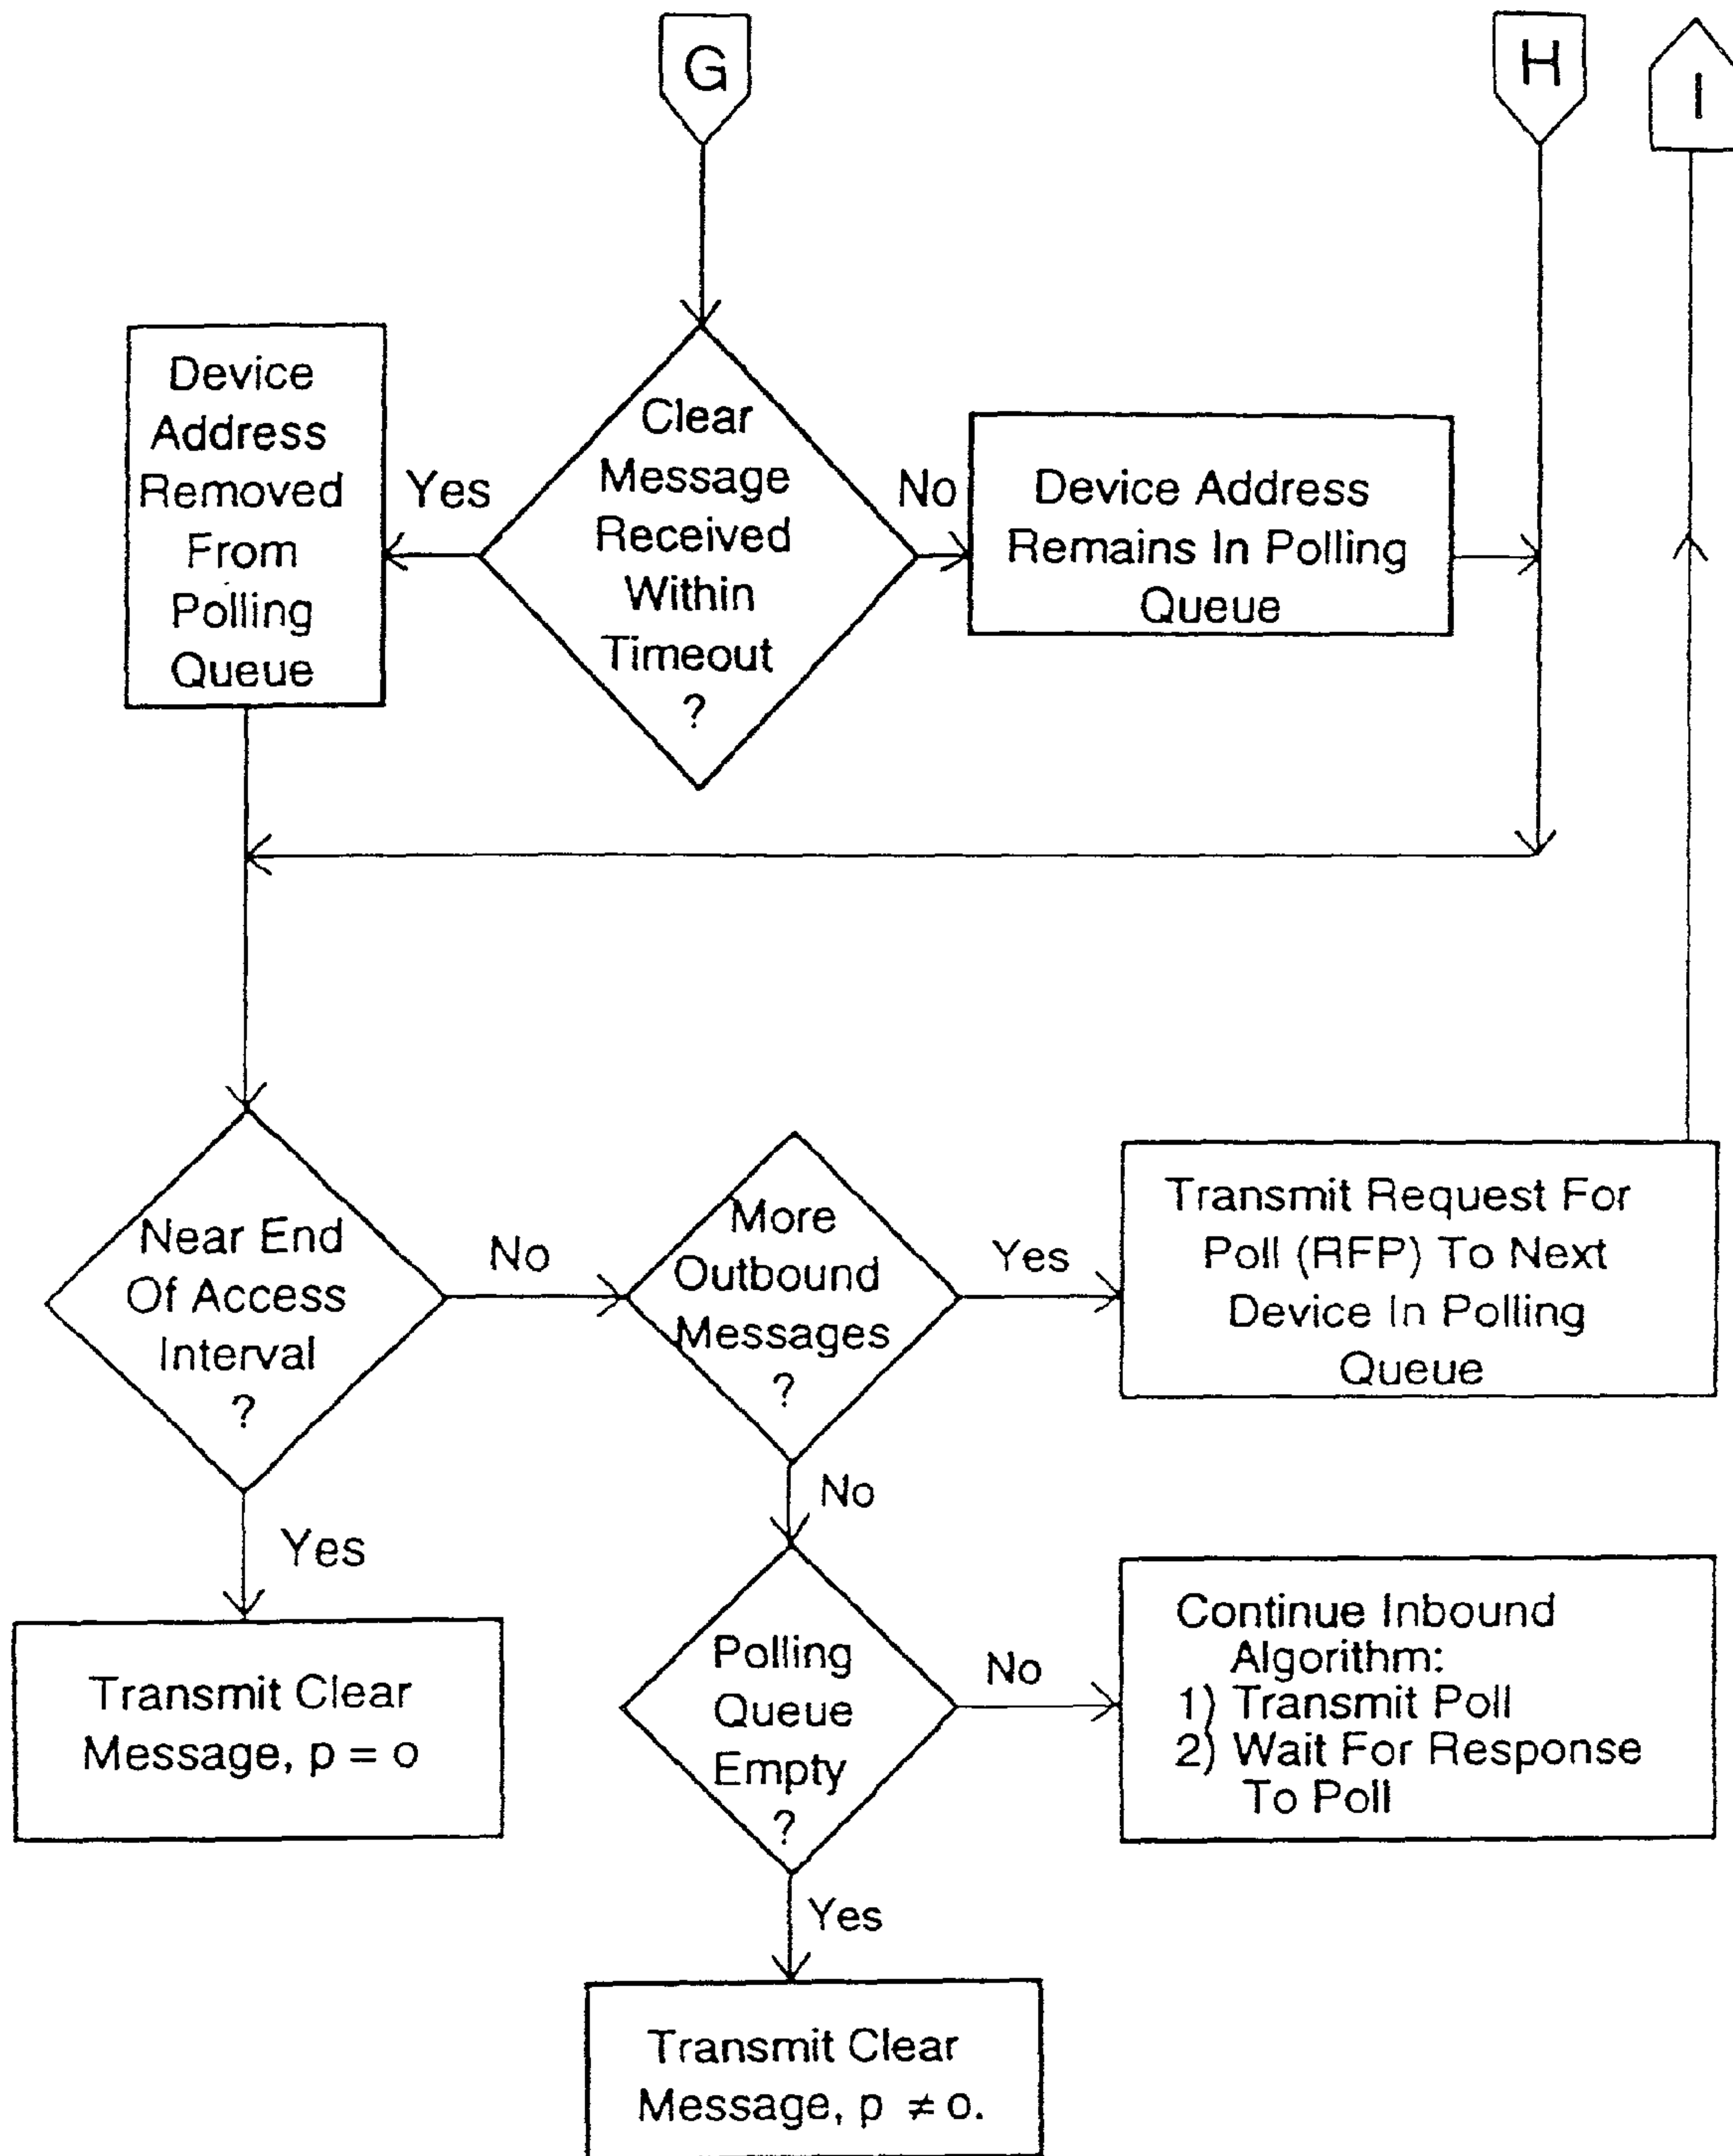 G
H
I
Device
Address
Removed
From
Polling
Queue
Yes
Clear
Message
Received
Within
Timeout
?
No
Device Address
Remains In Polling
Queue
Near End
Of Access
Interval
?
No
More
Outbound
Messages
?
Yes
Transmit Request For
Poll (RFP) To Next
Device In Polling
Queue
Yes
No
Transmit Clear
Message, p = o
Polling
Queue
Empty
?
No
Continue Inbound
Algorithm:
1) Transmit Poll
2) Wait For Response
To Poll
Yes
Transmit Clear
Message, p ≠ o.